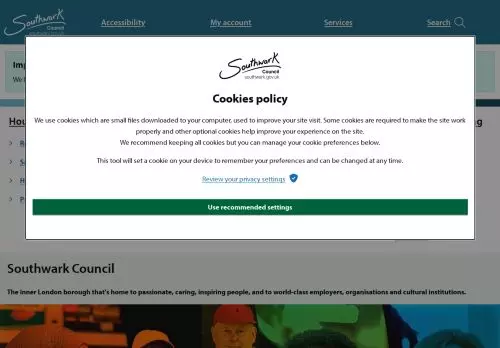 Southwark
Council
southwark.gov.uk
Accessibility
My account
Services
Search
Southwark
Council
southwark.gov.uk
Cookies policy
We use cookies which are small files downloaded to your computer, used to improve your site visit. Some cookies are required to make the site work
properly and other optional cookies help improve your experience on the site.
We recommend keeping all cookies but you can manage your cookie preferences below.
This tool will set a cookie on your device to remember your preferences and can be changed at any time.
Review your privacy settings
Use recommended settings
Southwark Council
The inner London borough that's home to passionate, caring, inspiring people, and to world-class employers, organisations and cultural institutions.